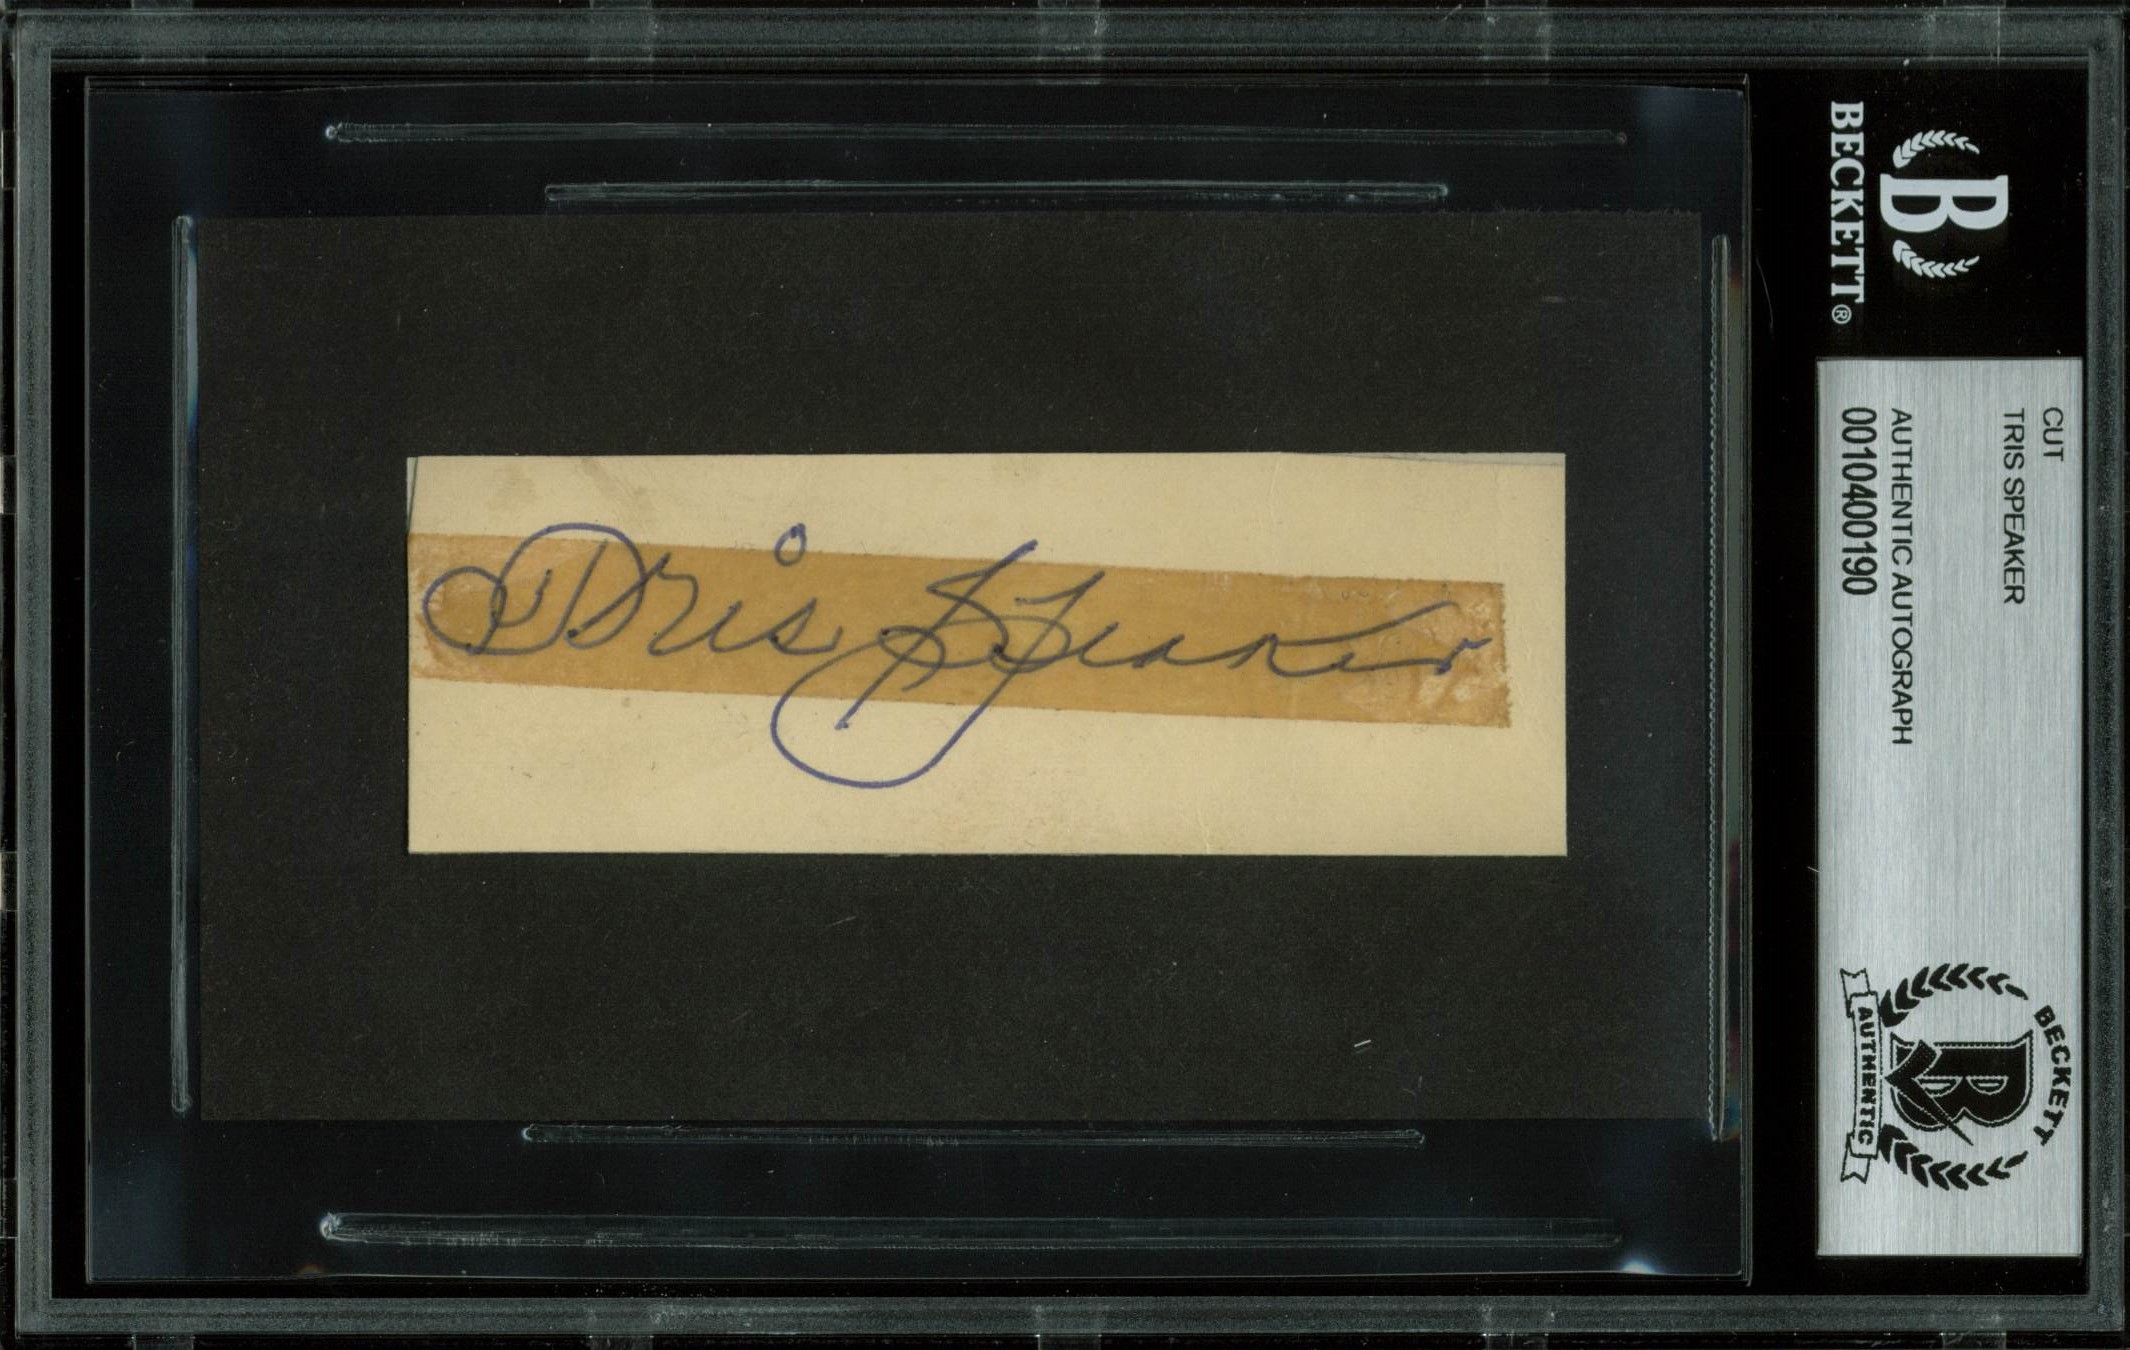 Tris Speaker
B
BECKETT®
CUT
TRIS SPEAKER
AUTHENTIC AUTOGRAPH
0010400190
BECKETT
B
AUTHENTIC